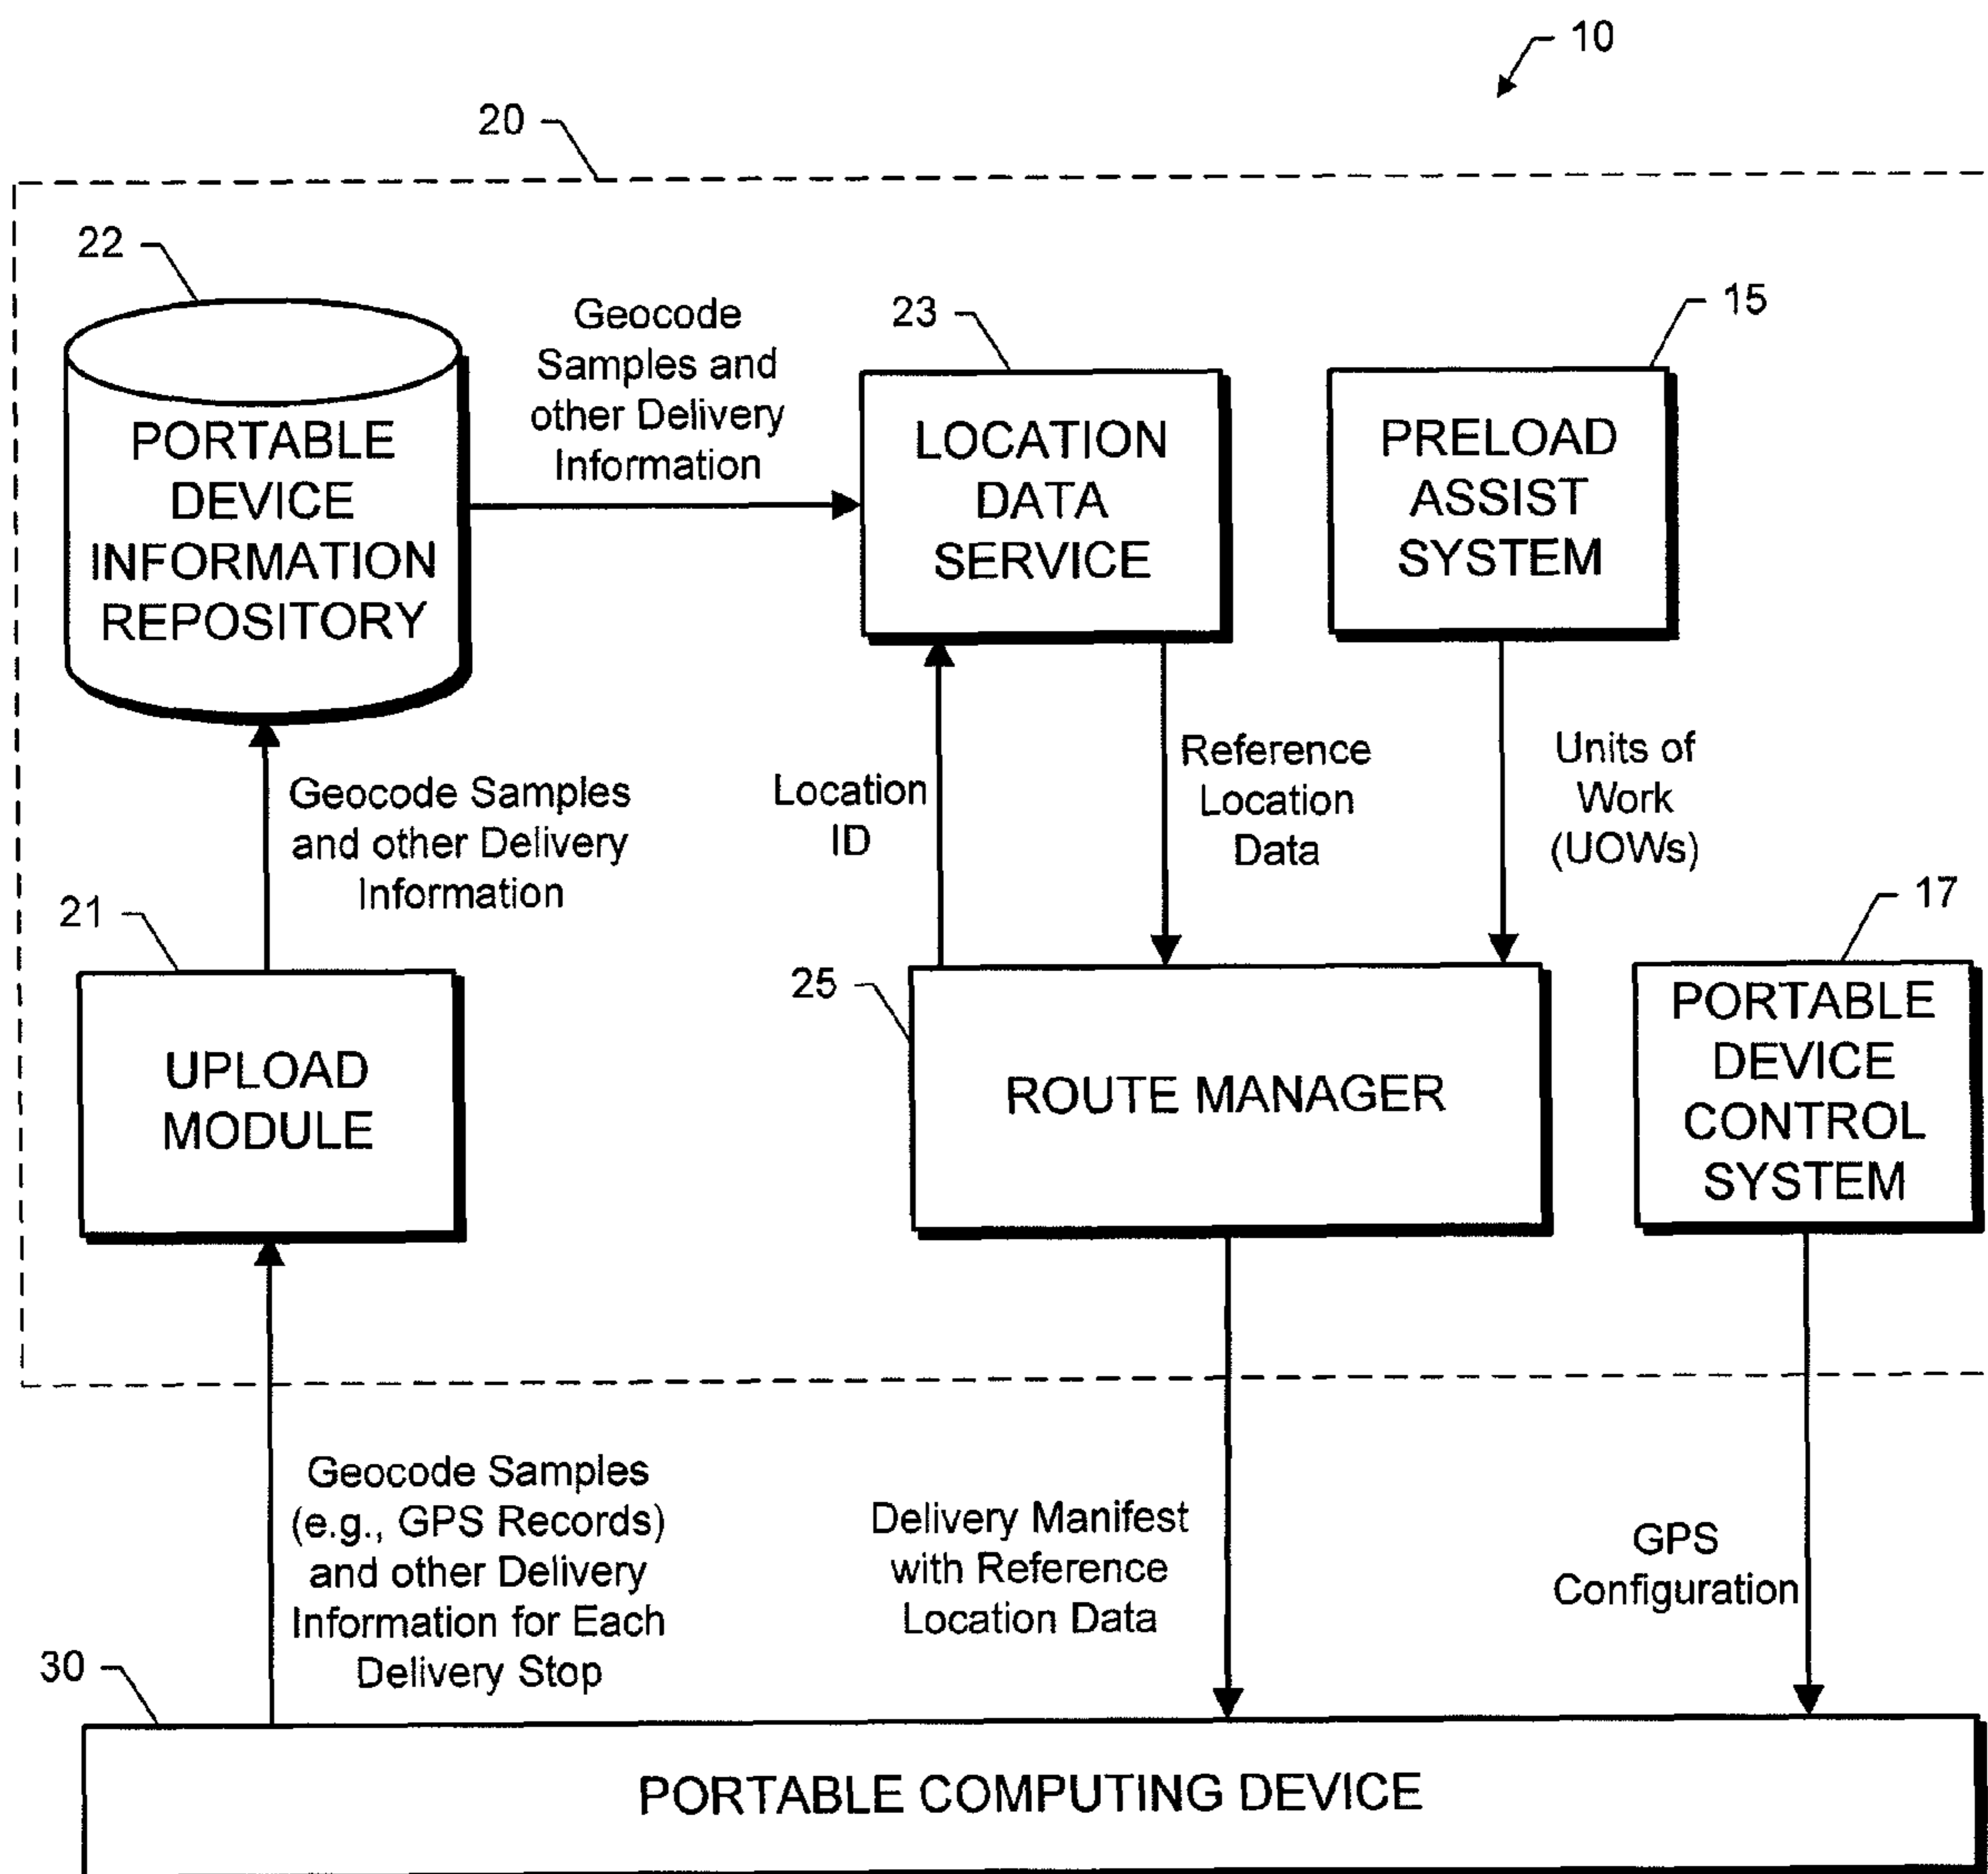 10
20
22
PORTABLE
DEVICE
INFORMATION
REPOSITORY
Geocode
Samples and
other Delivery
Information
23
LOCATION
DATA
SERVICE
15
PRELOAD
ASSIST
SYSTEM
Geocode Samples
and other Delivery
Information
Location
ID
Reference
Location
Data
Units of
Work
(UOWs)
21
UPLOAD
MODULE
25
ROUTE MANAGER
17
PORTABLE
DEVICE
CONTROL
SYSTEM
Geocode Samples
(e.g., GPS Records)
and other Delivery
Information for Each
Delivery Stop
Delivery Manifest
with Reference
Location Data
GPS
Configuration
30
PORTABLE COMPUTING DEVICE